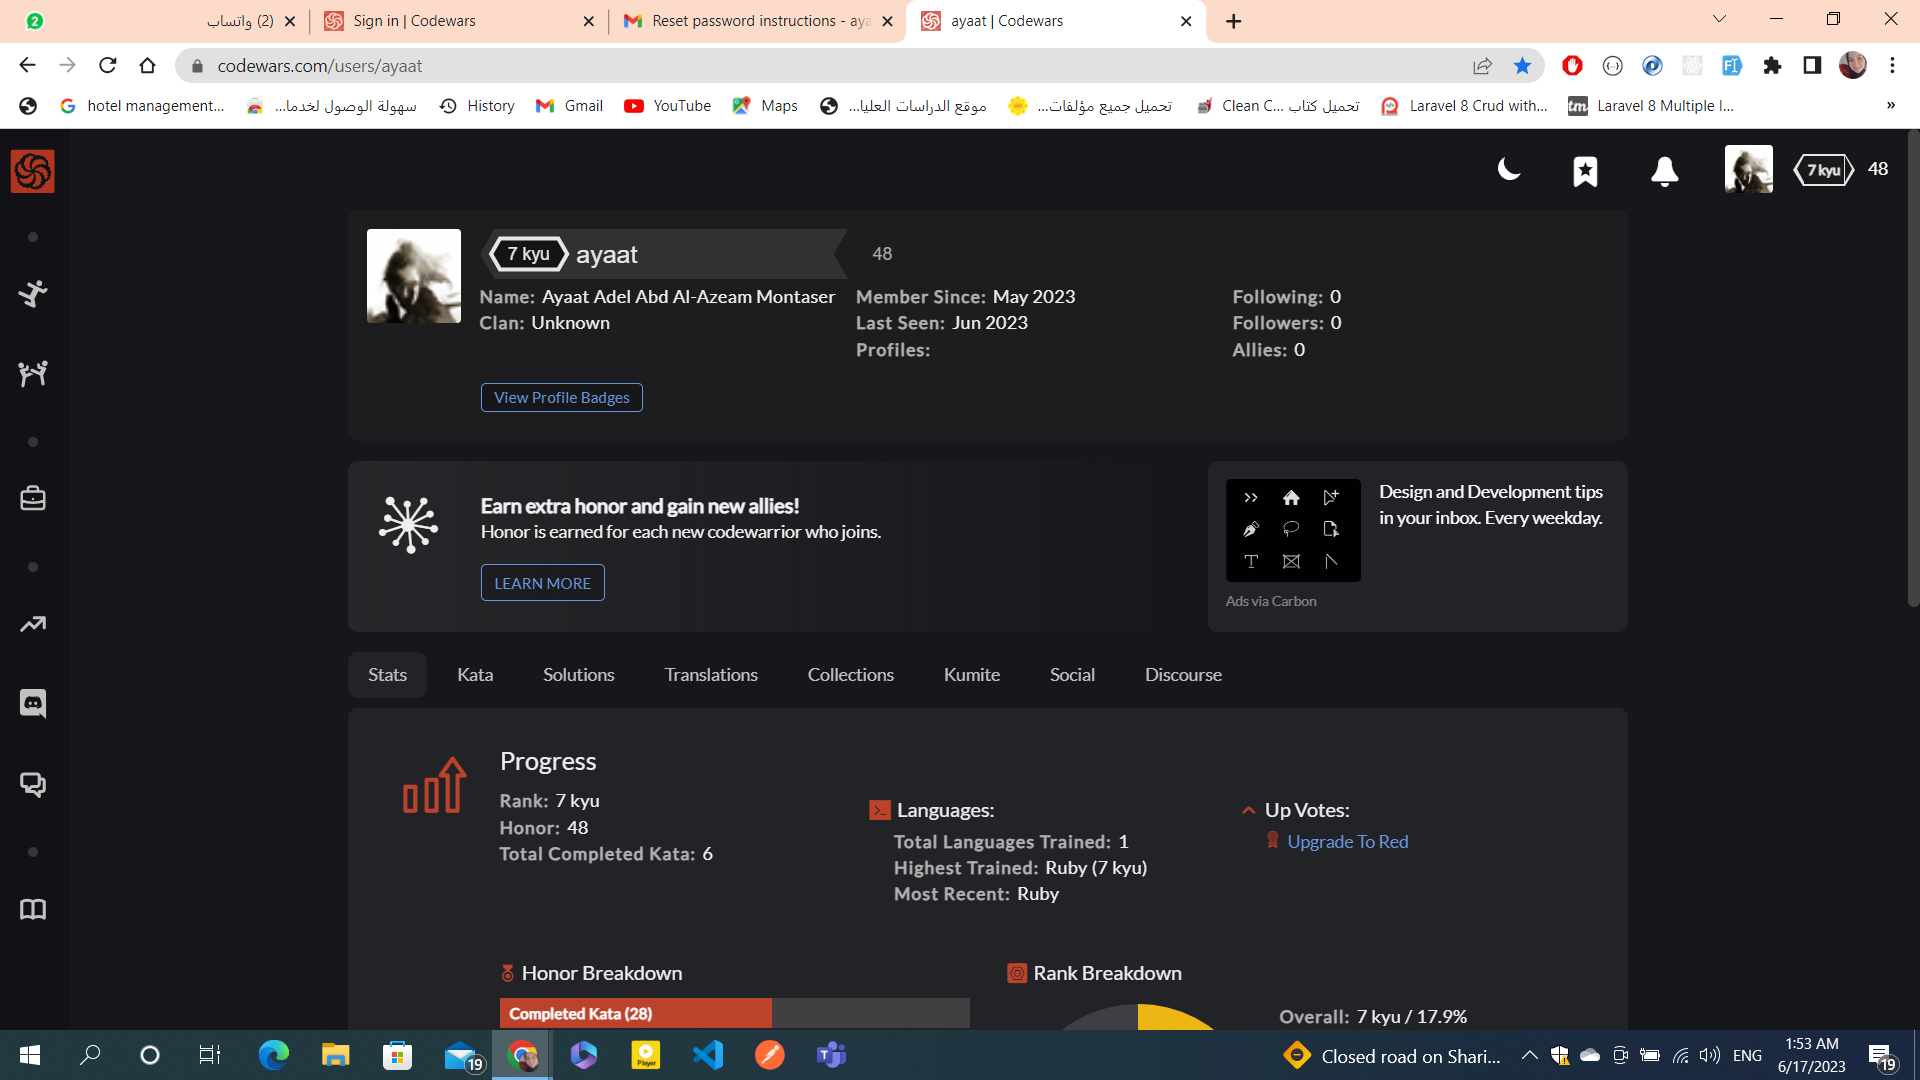 2
(2) واتساب
Sign in | Codewars
Reset password instructions - aya
ayaat | Codewars
codewars.com/users/ayaat
hotel management...
سهولة الوصول لخدما...
History
Gmail
YouTube
Maps
موقع الدراسات العليا...
تحميل جميع مؤلفات...
تحميل كتاب ...Clean C
Laravel 8 Crud with...
tm
Laravel 8 Multiple I...
»
7 kyu
48
7 kyu
ayaat
48
Name: Ayaat Adel Abd Al-Azeam Montaser
Clan: Unknown
Member Since: May 2023
Last Seen: Jun 2023
Profiles:
Following: 0
Followers: 0
Allies: 0
View Profile Badges
Earn extra honor and gain new allies!
Honor is earned for each new codewarrior who joins.
LEARN MORE
Design and Development tips
in your inbox. Every weekday.
Ads via Carbon
Stats
Kata
Solutions
Translations
Collections
Kumite
Social
Discourse
Progress
Rank: 7 kyu
Honor: 48
Total Completed Kata: 6
Languages:
Total Languages Trained: 1
Highest Trained: Ruby (7 kyu)
Most Recent: Ruby
Up Votes:
Upgrade To Red
Honor Breakdown
Completed Kata (28)
Rank Breakdown
Overall: 7 kyu / 17.9%
19
Player
Closed road on Shari...
ENG
1:53 AM
6/17/2023
19